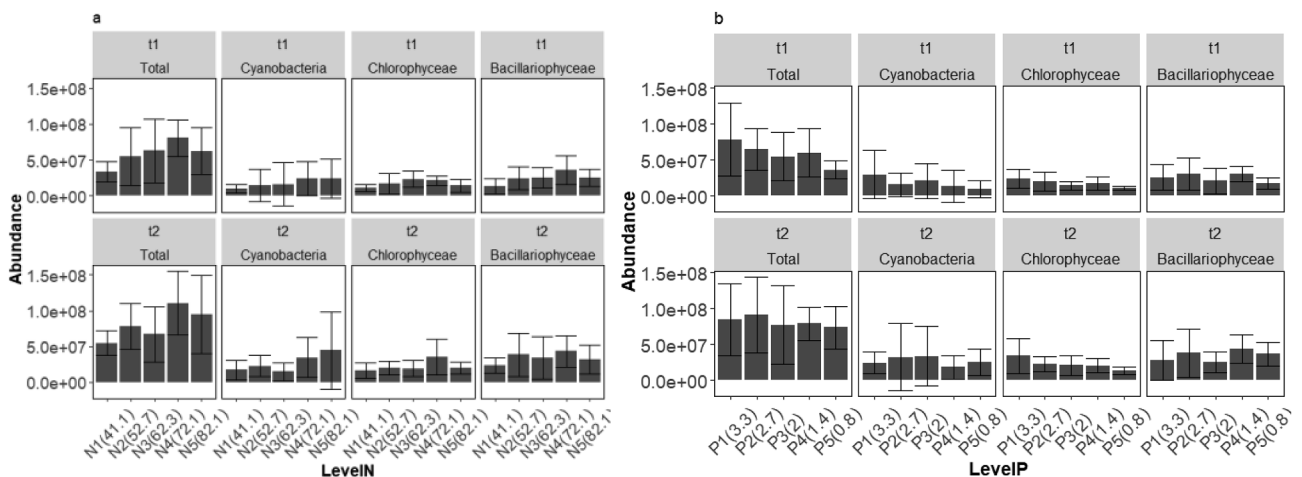 a
t1 t1 t1 t1
Total Cyanobacteria Chlorophyceae Bacillariophyceae
1.5e+08
1.0e+08
5.0e+07
0.0e+00
t2 t2 t2 t2
Total Cyanobacteria Chlorophyceae Bacillariophyceae
1.5e+08
1.0e+08
5.0e+07
0.0e+00
Abundance
N1(41.1) N2(52.7) N3(62.3) N4(72.1) N5(82.1) N1(41.1) N2(52.7) N3(62.3) N4(72.1) N5(82.1) N1(41.1) N2(52.7) N3(62.3) N4(72.1) N5(82.1) N1(41.1) N2(52.7) N3(62.3) N4(72.1) N5(82.1
LevelN
b
t1 t1 t1 t1
Total Cyanobacteria Chlorophyceae Bacillariophyceae
1.5e+08
1.0e+08
5.0e+07
0.0e+00
t2 t2 t2 t2
Total Cyanobacteria Chlorophyceae Bacillariophyceae
1.5e+08
1.0e+08
5.0e+07
0.0e+00
Abundance
P1(3.3) P2(2.7) P3(2) P4(1.4) P5(0.8) P1(3.3) P2(2.7) P3(2) P4(1.4) P5(0.8) P1(3.3) P2(2.7) P3(2) P4(1.4) P5(0.8) P1(3.3) P2(2.7) P3(2) P4(1.4) P5(0.8
LevelP